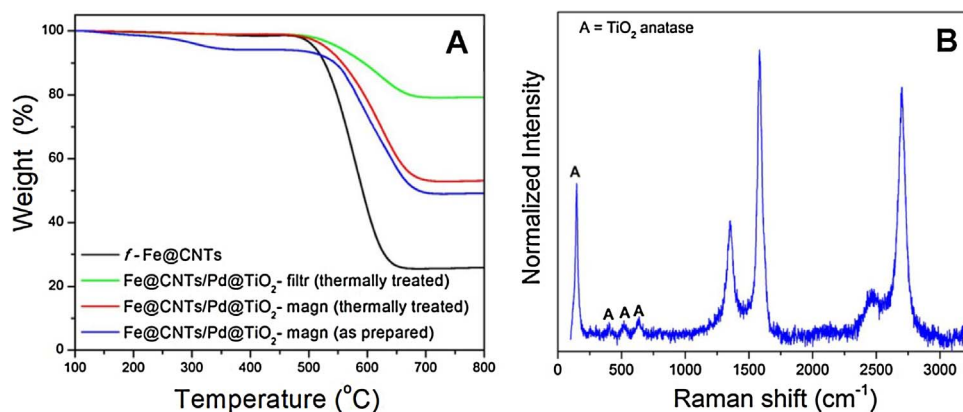 A
Weight (%)
100
80
60
40
20
0
f - Fe@CNTs
Fe@CNTs/Pd@TiO2- filtr (thermally treated)
Fe@CNTs/Pd@TiO2- magn (thermally treated)
Fe@CNTs/Pd@TiO2- magn (as prepared)
100 200 300 400 500 600 700 800
Temperature (°C)
A = TiO2 anatase
B
Normalized Intensity
A
A A A
0 500 1000 1500 2000 2500 3000
Raman shift (cm-1)